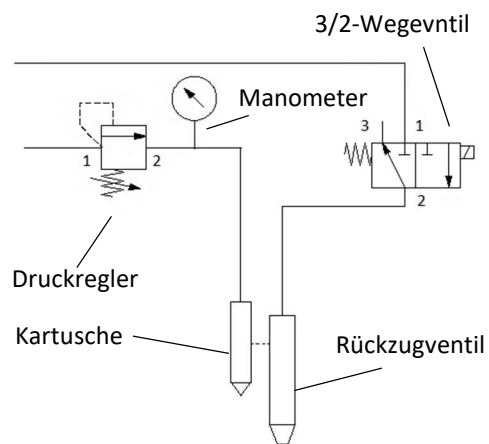 3/2-Wegevntil
Manometer
3 1
1 2
2
Druckregler
Kartusche
Rückzugventil